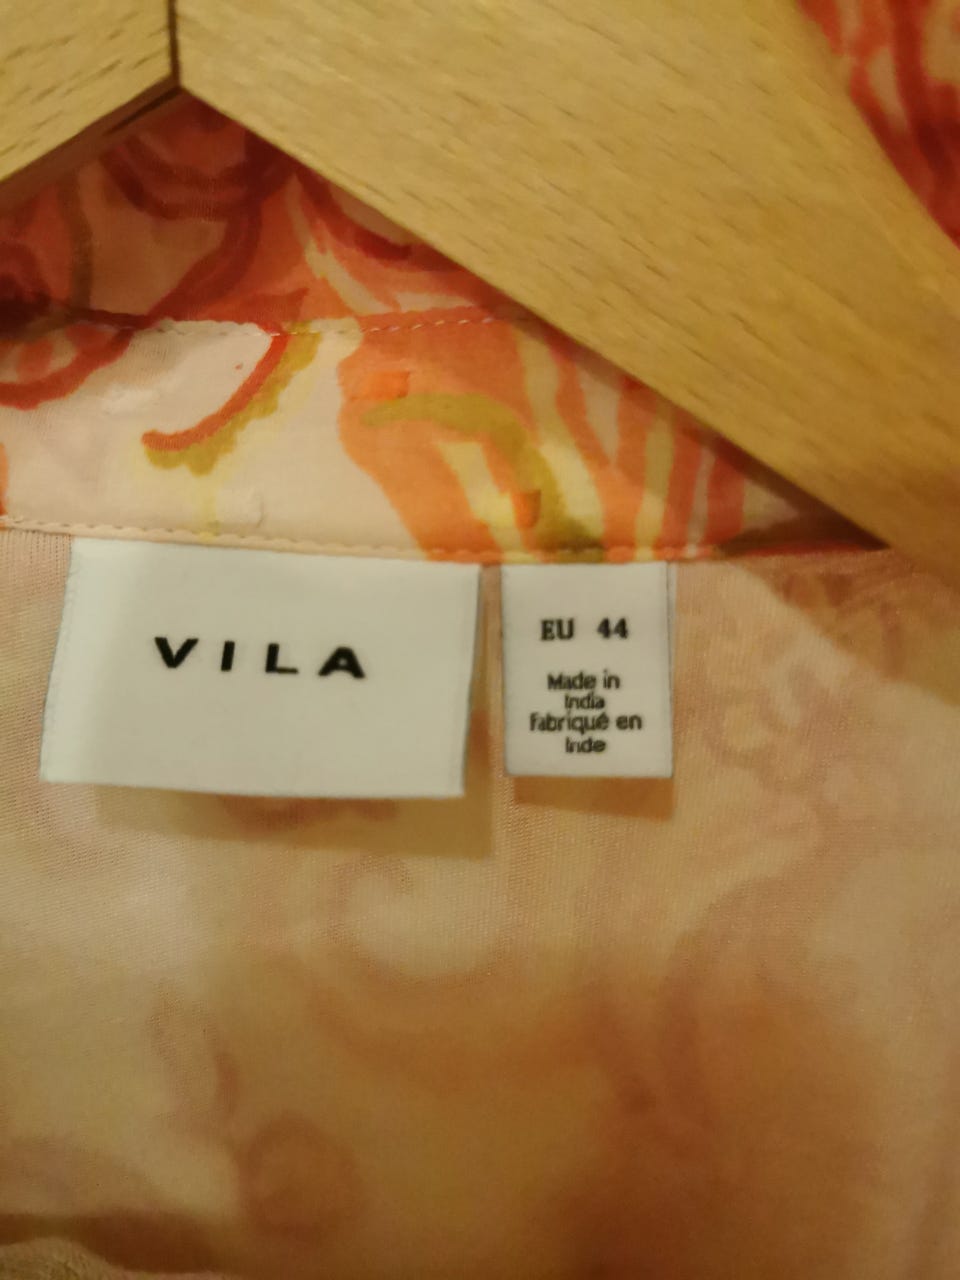 VILA
EU 44
Made in
India
Fabriqué en
Inde